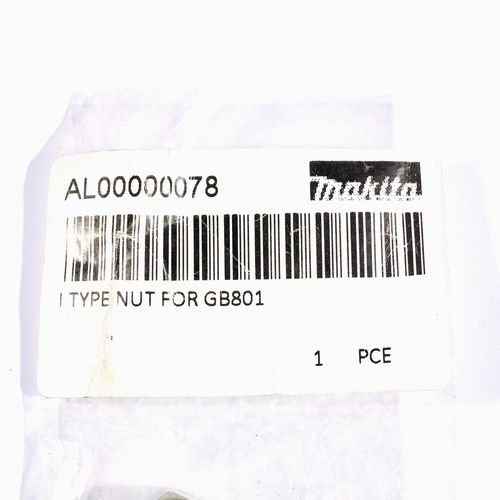 AL00000078
makita
I TYPE NUT FOR GB801
1 PCE